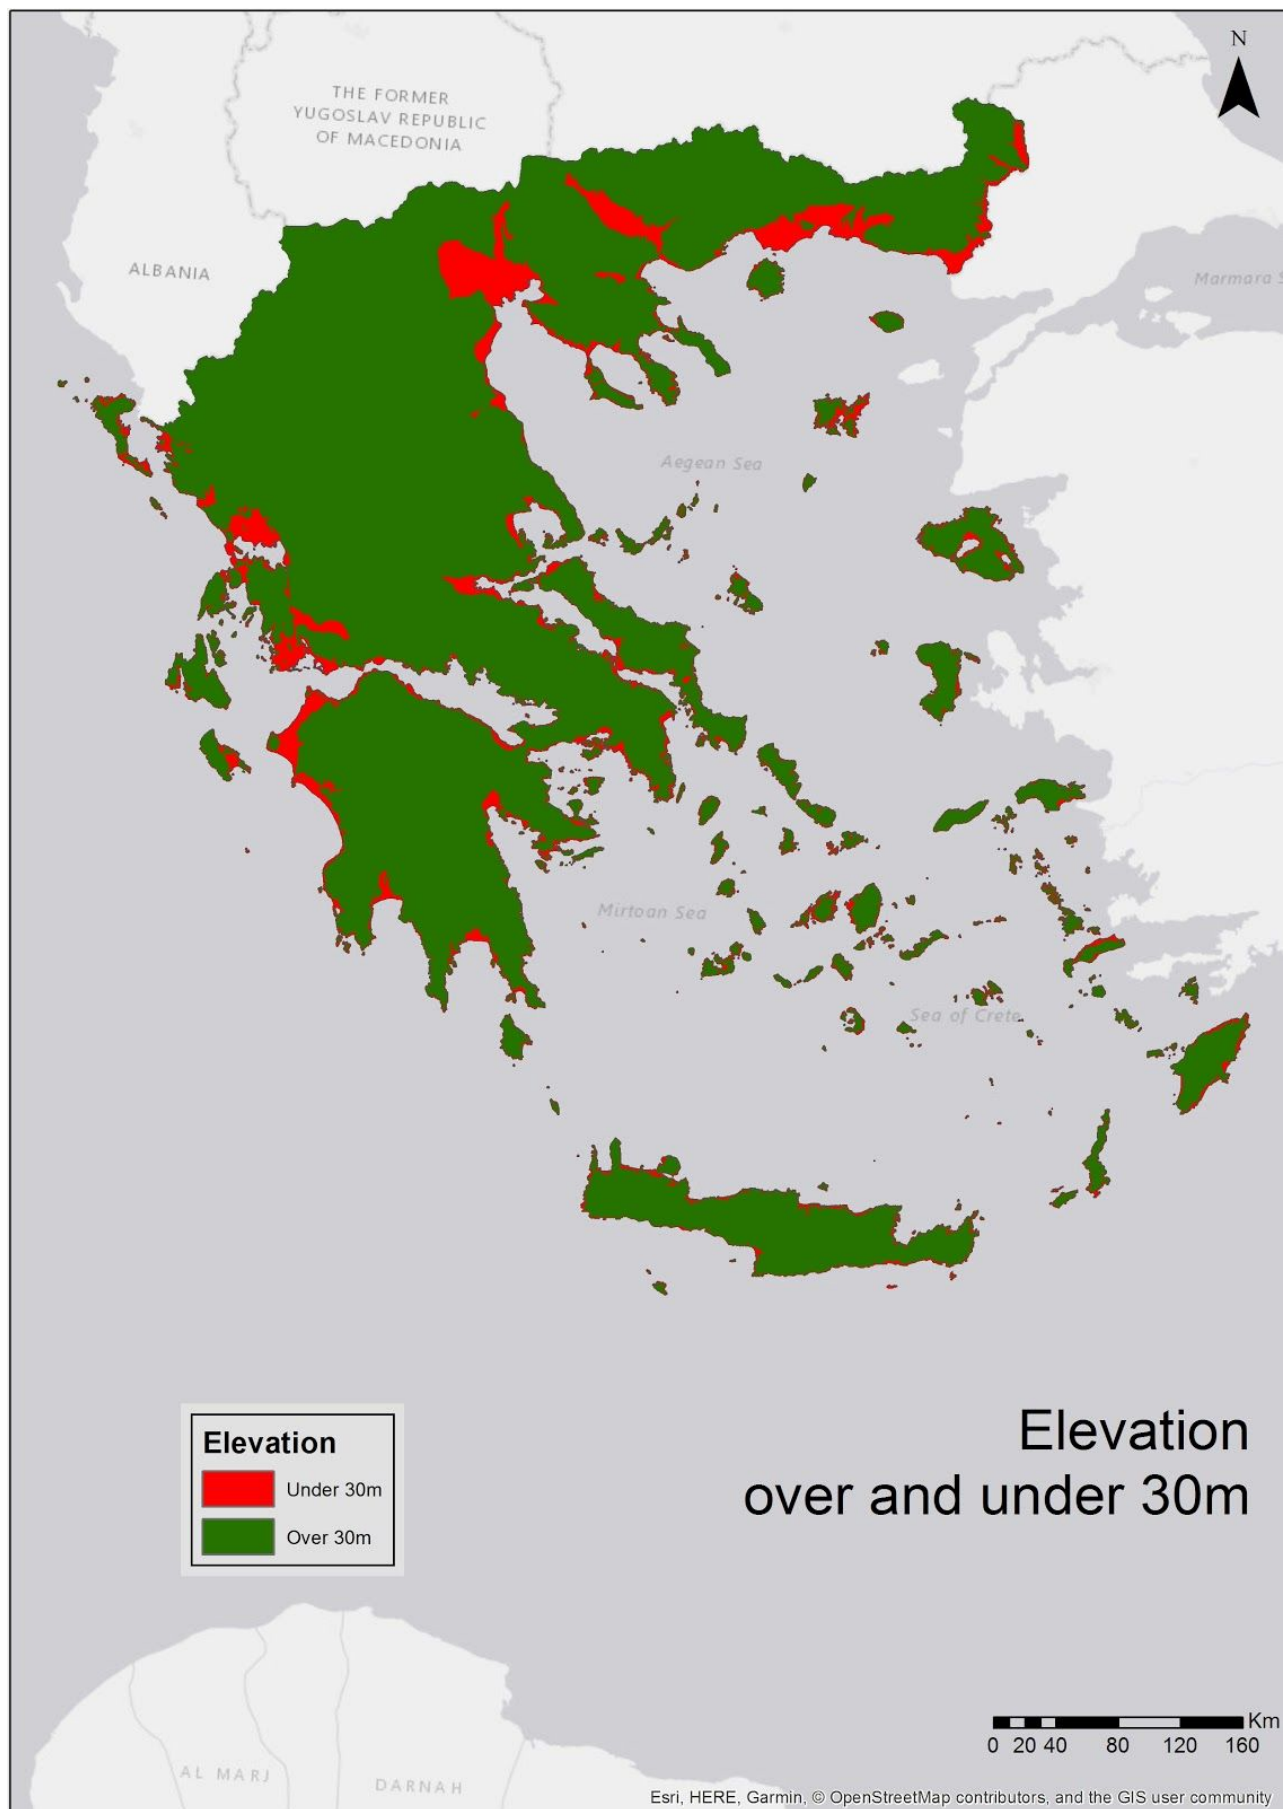 N
THE FORMER
YUGOSLAV REPUBLIC
OF MACEDONIA
ALBANIA
Marmara S
Aegean Sea
Mirtoan Sea
Sea of Crete
Elevation
over and under 30m
Elevation
Under 30m
Over 30m
Km
0 20 40 80 120 160
AL MARJ
DARNAH
Esri, HERE, Garmin, © OpenStreetMap contributors, and the GIS user community